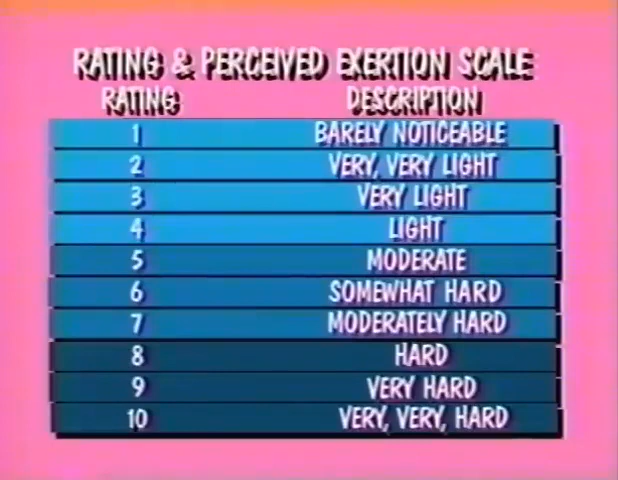 RATING & PERCEIVED EXERTION SCALE
RATING DESCRIPTION
1 BARELY NOTICEABLE
2 VERY, VERY LIGHT
3 VERY LIGHT
4 LIGHT
5 MODERATE
6 SOMEWHAT HARD
7 MODERATELY HARD
8 HARD
9 VERY HARD
10 VERY, VERY, HARD